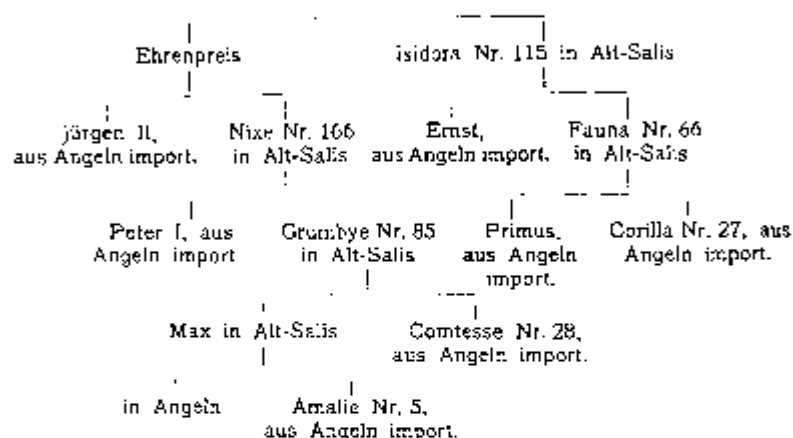 Ehrenpreis Isidora Nr. 115 in Alt-Salis
Jürgen II, Nixe Nr. 166 Ernst, Fauna Nr. 66
aus Angeln import. in Alt-Salis aus Angeln import. in Alt-Salis
Peter I, aus Grumbye Nr. 85 Primus, Corilla Nr. 27, aus
Angeln import in Alt-Salis aus Angeln Angeln import.
import.
Max in Alt-Salis Comtesse Nr. 28,
aus Angeln import.
in Angeln Amalie Nr. 5,
aus Angeln import.